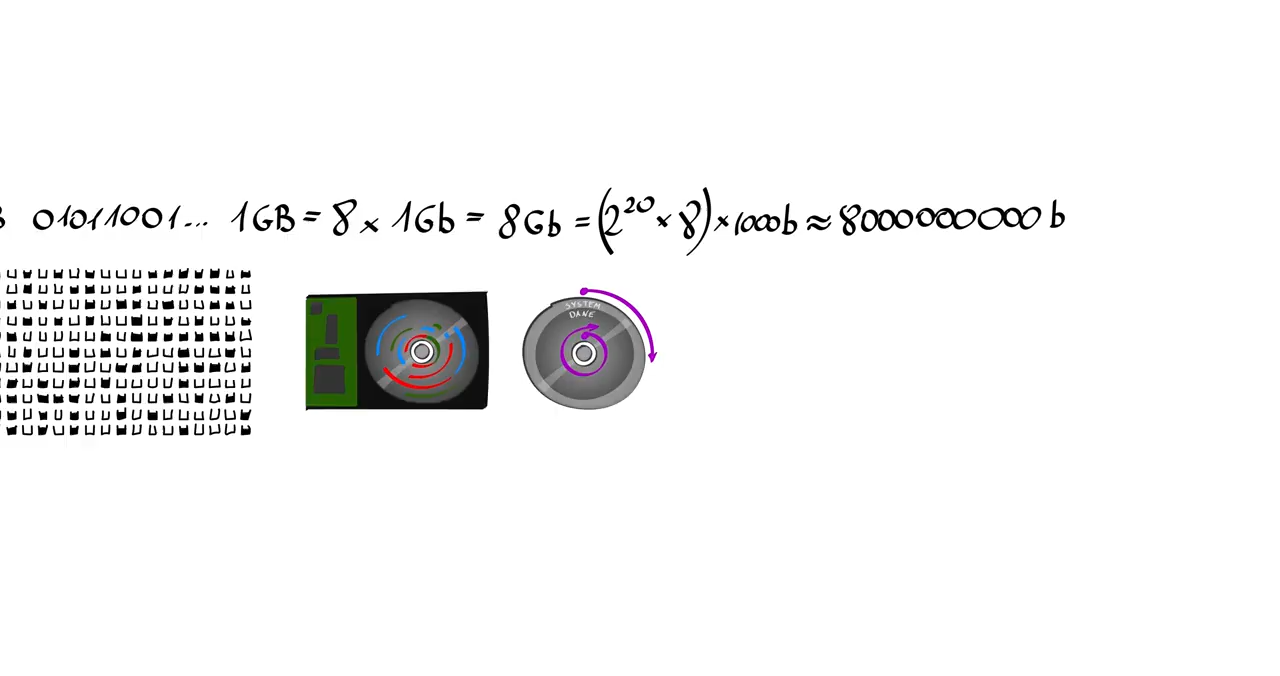 B 01011001... 1GB = 8 x 1Gb = 8Gb = (2²⁰ x 8) x 1000b ≈ 8000000000 b
SYSTEM
DANE